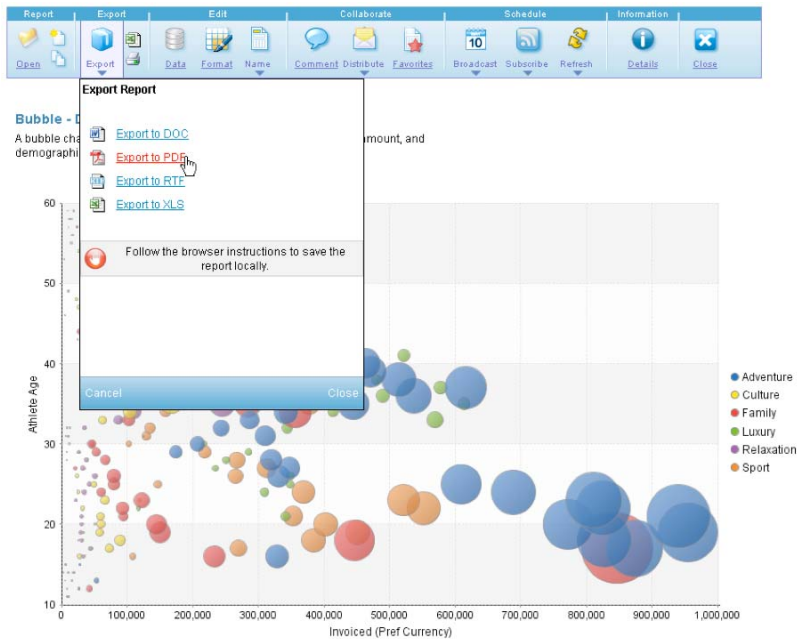 Report Export Edit Collaborate Schedule Information
10
Open Export Data Format Name Comment Distribute Favorites Broadcast Subscribe Refresh Details Close
Export Report
Bubble -
A bubble cha
mount, and
demographi
Export to DOC
Export to PDF
Export to RTF
Export to XLS
Follow the browser instructions to save the
report locally.
Cancel Close
60
50
40
30
20
10
Athlete Age
Adventure
Culture
Family
Luxury
Relaxation
Sport
0 100,000 200,000 300,000 400,000 500,000 600,000 700,000 800,000 900,000 1,000,000
Invoiced (Pref Currency)